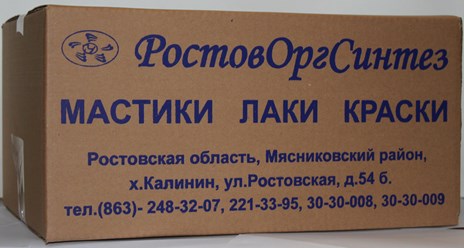 РостовОргСинтез
МАСТИКИ ЛАКИ КРАСКИ
Ростовская область, Мясниковский район,
х.Калинин, ул.Ростовская, д.54 б.
тел.(863)- 248-32-07, 221-33-95, 30-30-008, 30-30-009